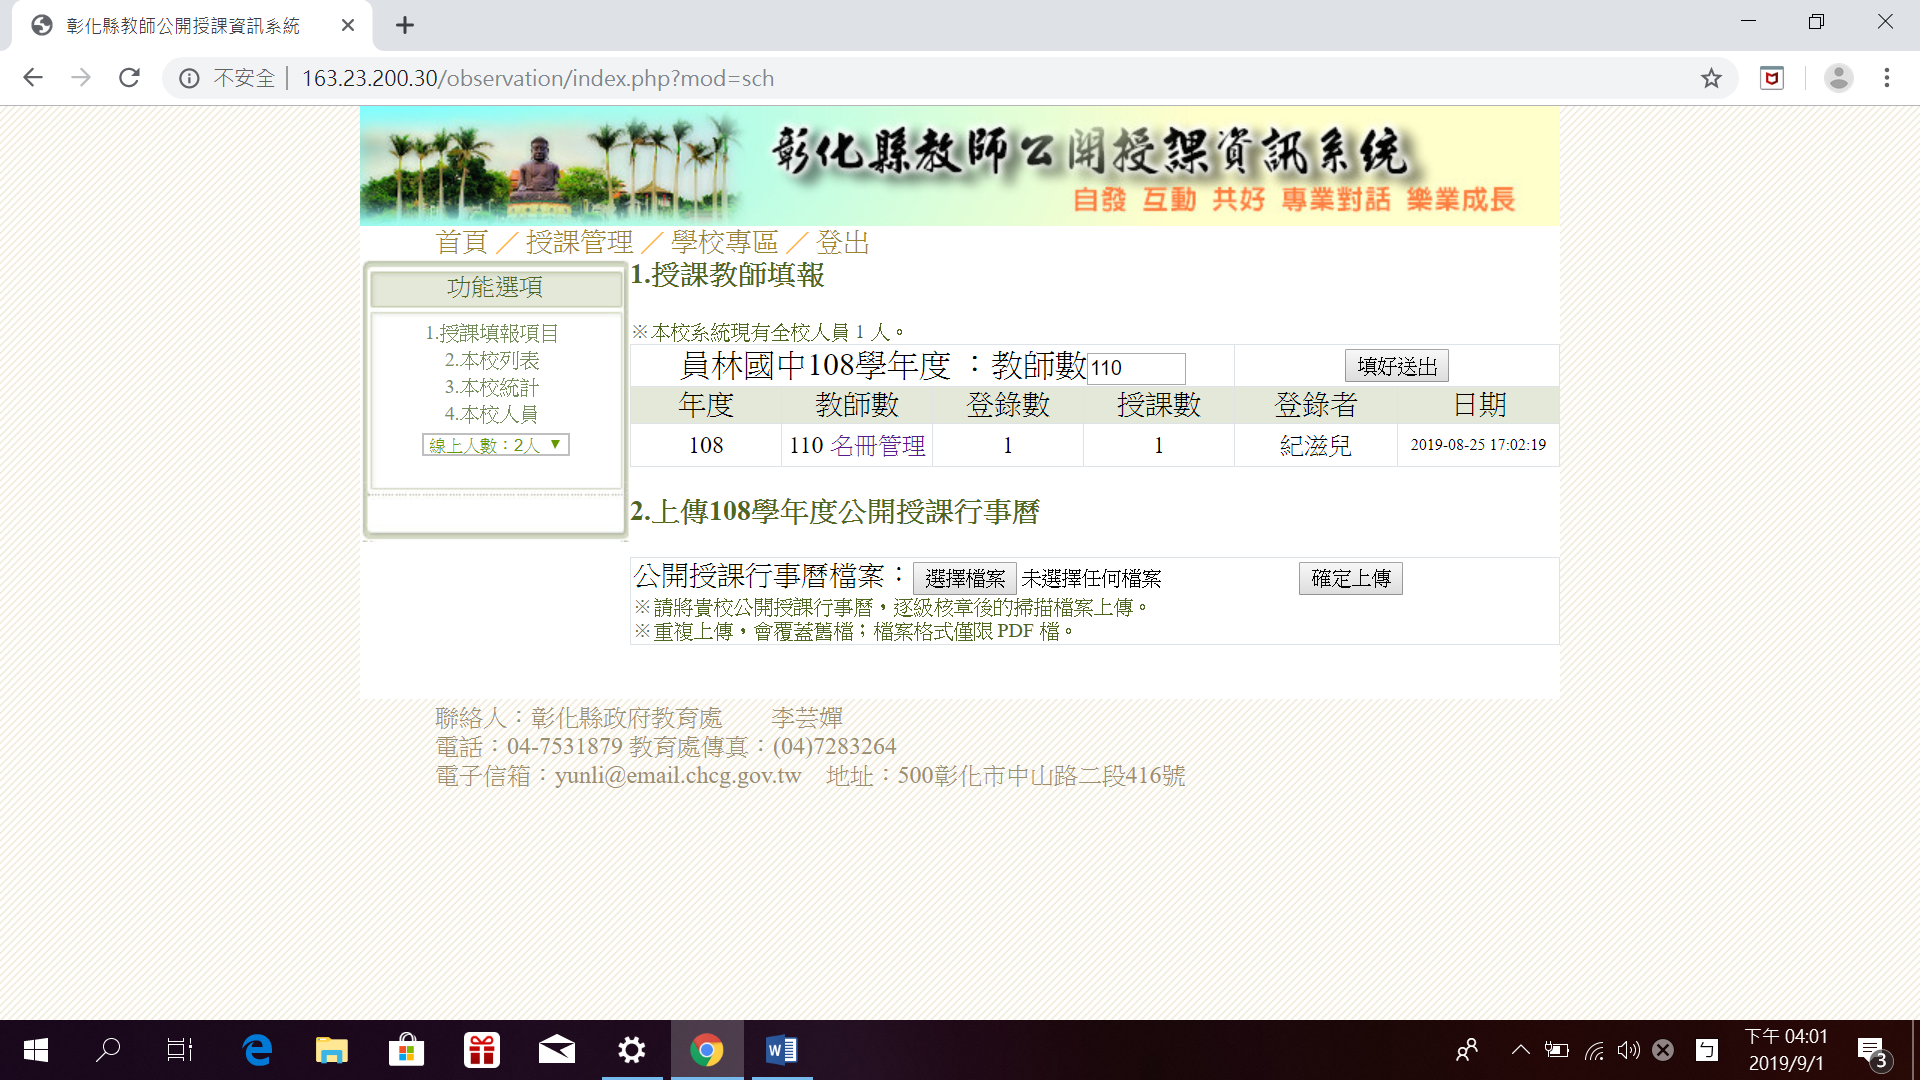 彰化縣教師公開授課資訊系統
不安全 163.23.200.30/observation/index.php?mod=sch
彰化縣教師公開授課資訊系統
自發 互動 共好 專業對話 樂業成長
首頁 ／ 授課管理 ／ 學校專區 ／ 登出
功能選項
1.授課填報項目
2.本校列表
3.本校統計
4.本校人員
線上人數：2人
1.授課教師填報
※本校系統現有全校人員 1 人。
員林國中108學年度 ：教師數 110 填好送出
年度 教師數 登錄數 授課數 登錄者 日期
108 110 名冊管理 1 1 紀滋兒 2019-08-25 17:02:19
2.上傳108學年度公開授課行事曆
公開授課行事曆檔案： 選擇檔案 未選擇任何檔案 確定上傳
※請將貴校公開授課行事曆，逐級核章後的掃描檔案上傳。
※重複上傳，會覆蓋舊檔；檔案格式僅限 PDF 檔。
聯絡人：彰化縣政府教育處 李芸嬋
電話：04-7531879 教育處傳真：(04)7283264
電子信箱：yunli@email.chcg.gov.tw 地址：500彰化市中山路二段416號
下午 04:01
2019/9/1
3